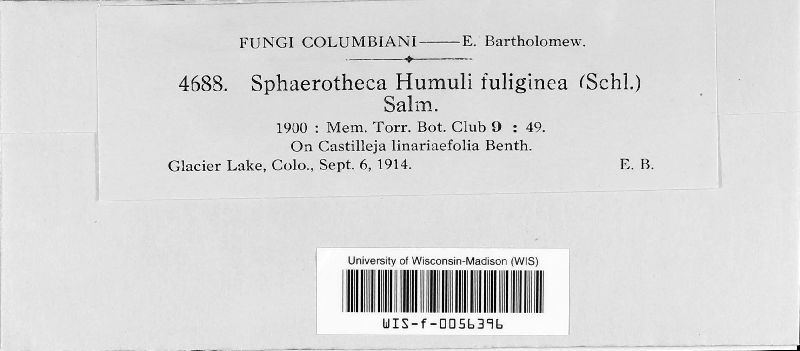 FUNGI COLUMBIANI——E. Bartholomew.
4688. Sphaerotheca Humuli fuliginea (Schl.)
Salm.
1900 : Mem. Torr. Bot. Club 9 : 49.
On Castilleja linariaefolia Benth.
Glacier Lake, Colo., Sept. 6, 1914. E. B.
University of Wisconsin-Madison (WIS)
WIS-f-0056396